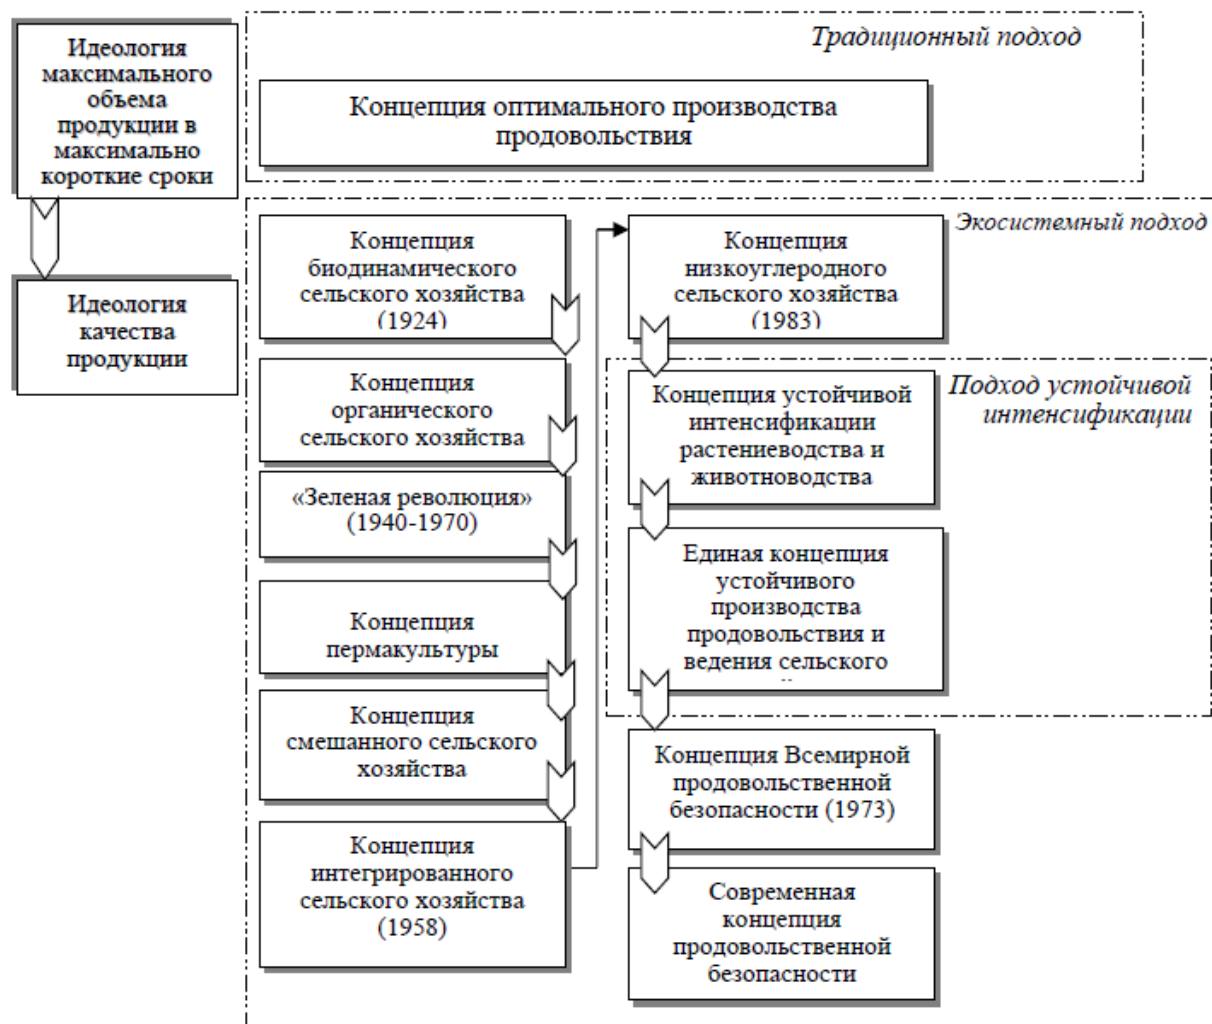 Идеология
максимального
объема
продукции в
максимально
короткие сроки
Идеология
качества
продукции
Традиционный подход
Концепция оптимального производства
продовольствия
Экосистемный подход
Концепция
биодинамического
сельского хозяйства
(1924)
Концепция
органического
сельского хозяйства
«Зеленая революция»
(1940-1970)
Концепция
пермакультуры
Концепция
смешанного сельского
хозяйства
Концепция
интегрированного
сельского хозяйства
(1958)
Концепция
низкоуглеродного
сельского хозяйства
(1983)
Подход устойчивой
интенсификации
Концепция устойчивой
интенсификации
растениеводства и
животноводства
Единая концепция
устойчивого
производства
продовольствия и
ведения сельского
Концепция Всемирной
продовольственной
безопасности (1973)
Современная
концепция
продовольственной
безопасности